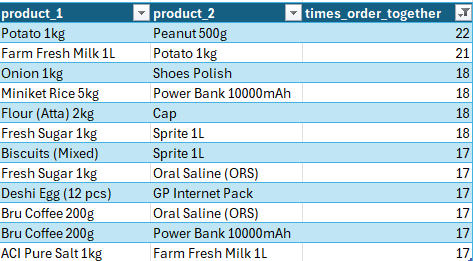 product_1 product_2 times_order_together
Potato 1kg Peanut 500g 22
Farm Fresh Milk 1L Potato 1kg 21
Onion 1kg Shoes Polish 18
Miniket Rice 5kg Power Bank 10000mAh 18
Flour (Atta) 2kg Cap 18
Fresh Sugar 1kg Sprite 1L 18
Biscuits (Mixed) Sprite 1L 17
Fresh Sugar 1kg Oral Saline (ORS) 17
Deshi Egg (12 pcs) GP Internet Pack 17
Bru Coffee 200g Oral Saline (ORS) 17
Bru Coffee 200g Power Bank 10000mAh 17
ACI Pure Salt 1kg Farm Fresh Milk 1L 17